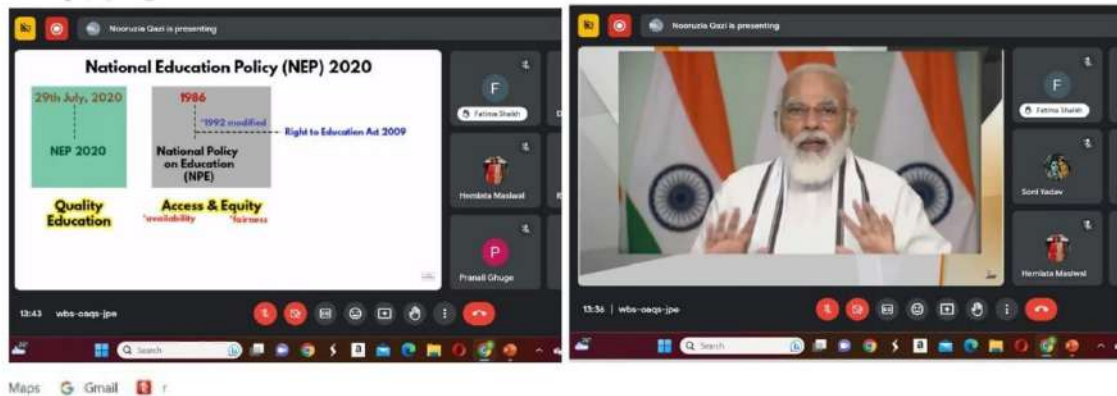 Nooruzia Qazi is presenting
National Education Policy (NEP) 2020
29th July, 2020
NEP 2020
Quality
Education
1986
*1992 modified
Right to Education Act 2009
National Policy
on Education
(NPE)
Access & Equity
*availability *fairness
F
Fatima Shaikh
Hemlata Maslwal
P
Pranali Ghuge
13:43 wbs-oaqs-jpe
Search
Nooruzia Qazi is presenting
F
Fatima Shaikh
Soni Yadav
Hemlata Maslwal
13:36 | wbs-oaqs-jpe
Search
Maps G Gmail r